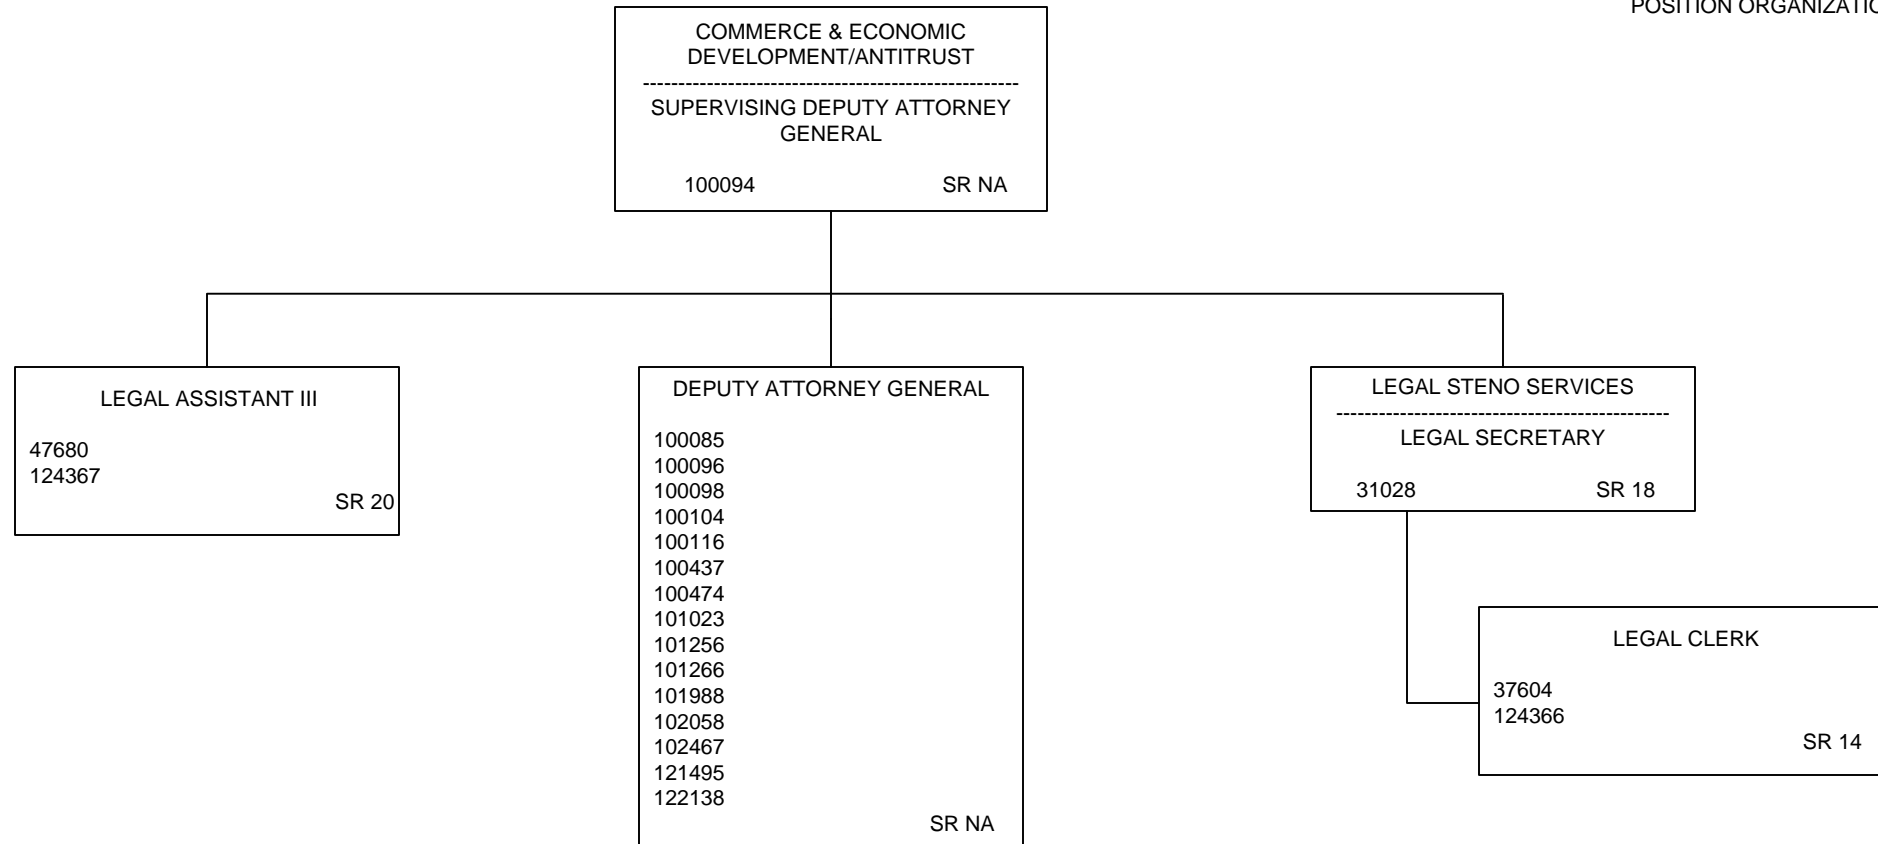 POSITION ORGANIZATIO
COMMERCE & ECONOMIC
DEVELOPMENT/ANTITRUST
-----------------------------------------------------
SUPERVISING DEPUTY ATTORNEY
GENERAL
100094 SR NA
LEGAL ASSISTANT III
47680
124367
SR 20
DEPUTY ATTORNEY GENERAL
100085
100096
100098
100104
100116
100437
100474
101023
101256
101266
101988
102058
102467
121495
122138
SR NA
LEGAL STENO SERVICES
-----------------------------------------------
LEGAL SECRETARY
31028 SR 18
LEGAL CLERK
37604
124366
SR 14